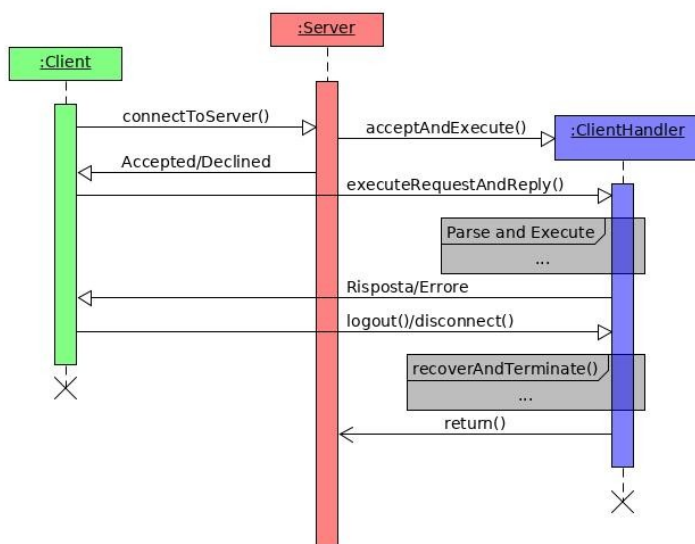 :Server
:Client
connectToServer()
acceptAndExecute()
:ClientHandler
Accepted/Declined
executeRequestAndReply()
Parse and Execute
...
Risposta/Errore
logout()/disconnect()
recoverAndTerminate()
...
return()